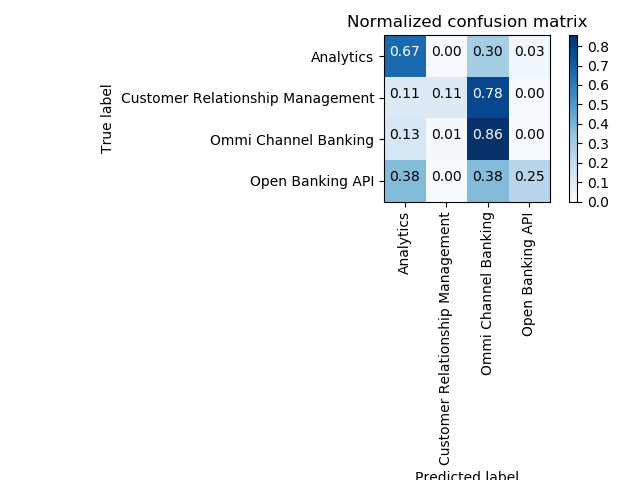 Normalized confusion matrix
True label
Analytics 0.67 0.00 0.30 0.03
Customer Relationship Management 0.11 0.11 0.78 0.00
Ommi Channel Banking 0.13 0.01 0.86 0.00
Open Banking API 0.38 0.00 0.38 0.25
Analytics
Customer Relationship Management
Ommi Channel Banking
Open Banking API
Predicted label
0.8
0.7
0.6
0.5
0.4
0.3
0.2
0.1
0.0